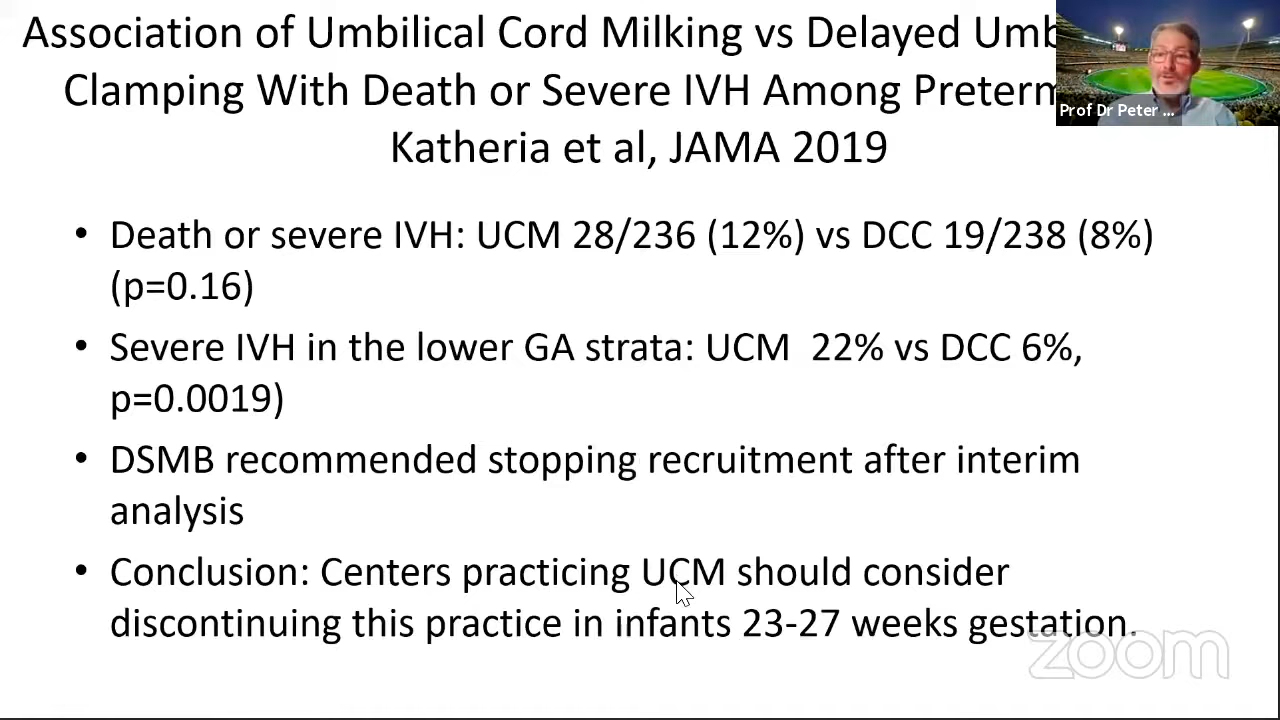 Association of Umbilical Cord Milking vs Delayed Umb
Clamping With Death or Severe IVH Among Preterm
Katheria et al, JAMA 2019
Prof Dr Peter ...
• Death or severe IVH: UCM 28/236 (12%) vs DCC 19/238 (8%)
(p=0.16)
• Severe IVH in the lower GA strata: UCM  22% vs DCC 6%,
p=0.0019)
• DSMB recommended stopping recruitment after interim
analysis
• Conclusion: Centers practicing UCM should consider
discontinuing this practice in infants 23-27 weeks gestation.
zoom